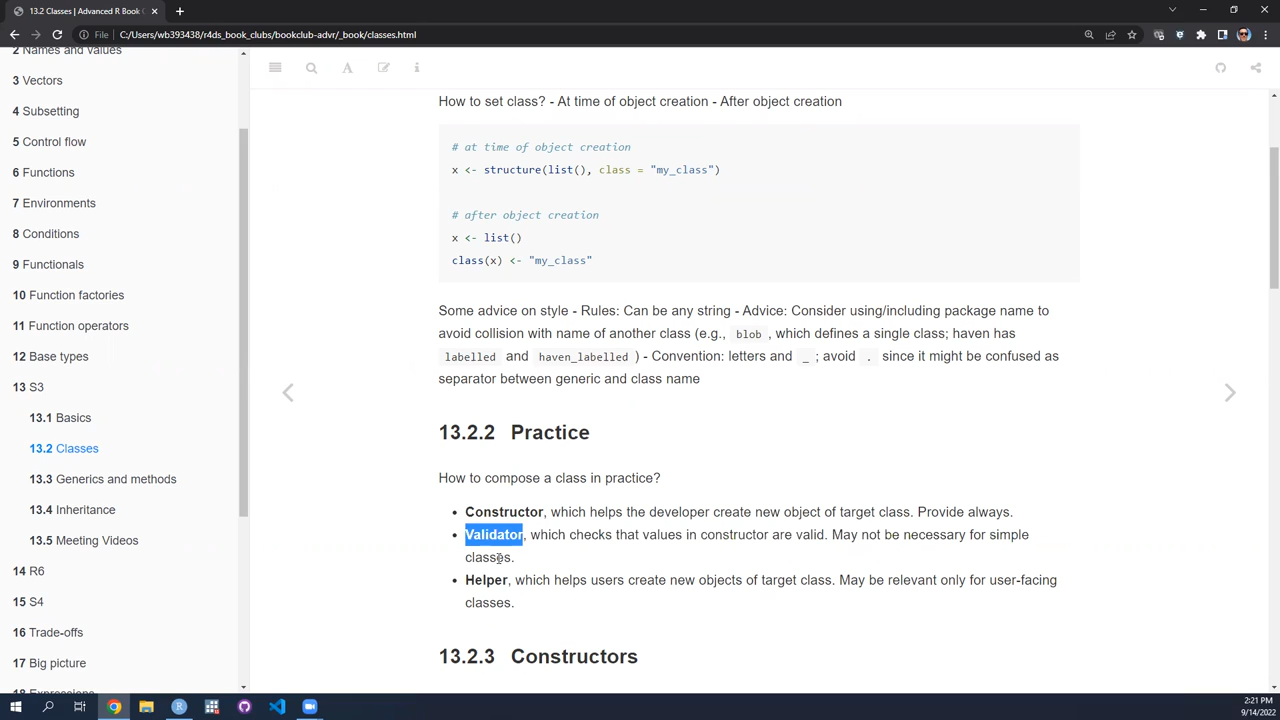 13.2 Classes | Advanced R Book C
File
C:/Users/wb393438/r4ds_book_clubs/bookclub-advr/_book/classes.html
2 Names and Values
3 Vectors
4 Subsetting
5 Control flow
6 Functions
7 Environments
8 Conditions
9 Functionals
10 Function factories
11 Function operators
12 Base types
13 S3
13.1 Basics
13.2 Classes
13.3 Generics and methods
13.4 Inheritance
13.5 Meeting Videos
14 R6
15 S4
16 Trade-offs
17 Big picture
18 Expressions
How to set class? - At time of object creation - After object creation
# at time of object creation
x <- structure(list(), class = "my_class")
# after object creation
x <- list()
class(x) <- "my_class"
Some advice on style - Rules: Can be any string - Advice: Consider using/including package name to
avoid collision with name of another class (e.g., blob , which defines a single class; haven has
labelled and haven_labelled ) - Convention: letters and _ ; avoid . since it might be confused as
separator between generic and class name
13.2.2 Practice
How to compose a class in practice?
• Constructor, which helps the developer create new object of target class. Provide always.
• Validator, which checks that values in constructor are valid. May not be necessary for simple
classes.
• Helper, which helps users create new objects of target class. May be relevant only for user-facing
classes.
13.2.3 Constructors
2:21 PM
9/14/2022